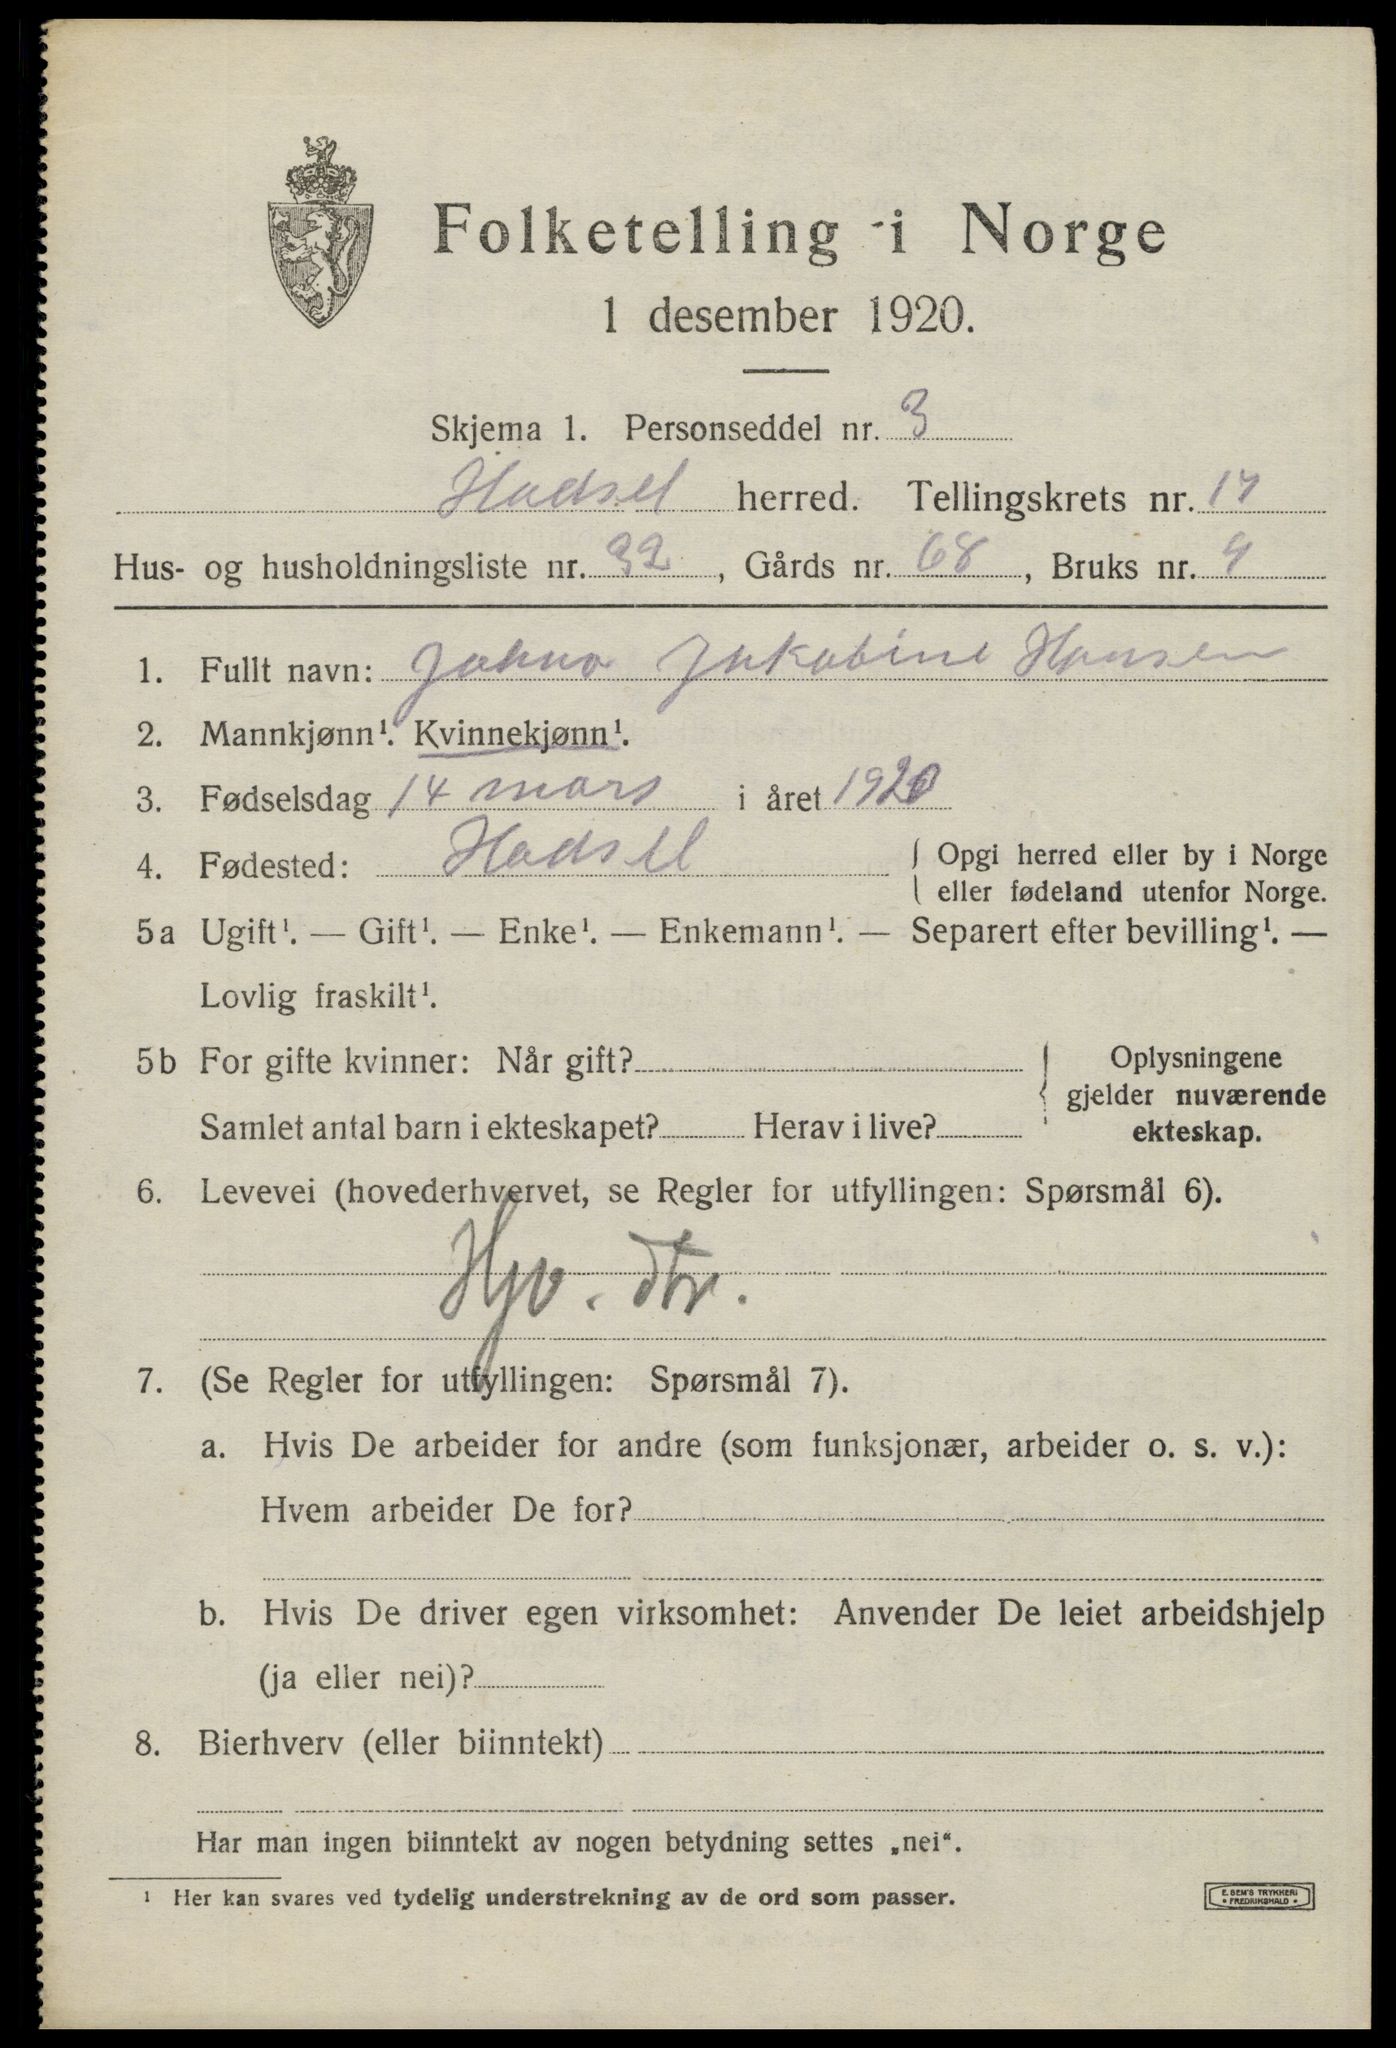 Folketelling i Norge
1 desember 1920.
Skjema 1. Personseddel nr. 3
Hadsel herred. Tellingskrets nr. 14
Hus- og husholdningsliste nr. 32, Gårds nr. 68, Bruks nr. 4
1. Fullt navn: Johna Jakobine Hansen
2. Mannkjønn¹. Kvinnekjønn¹.
3. Fødselsdag 14 mars i året 1920
4. Fødested: Hadsel { Opgi herred eller by i Norge
eller fødeland utenfor Norge.
5a Ugift¹. — Gift¹. — Enke¹. — Enkemann¹. — Separert efter bevilling¹. —
Lovlig fraskilt¹.
5b For gifte kvinner: Når gift?
Samlet antal barn i ekteskapet? Herav i live?
{ Oplysningene
gjelder nuværende
ekteskap.
6. Levevei (hovederhvervet, se Regler for utfyllingen: Spørsmål 6).
Hjv. dtr.
7. (Se Regler for utfyllingen: Spørsmål 7).
a. Hvis De arbeider for andre (som funksjonær, arbeider o. s. v.):
Hvem arbeider De for?
b. Hvis De driver egen virksomhet: Anvender De leiet arbeidshjelp
(ja eller nei)?
8. Bierhverv (eller biinntekt)
Har man ingen biinntekt av nogen betydning settes „nei“.
¹ Her kan svares ved tydelig understrekning av de ord som passer.
E. SEM'S TRYKKERI
• FREDRIKSHALD •